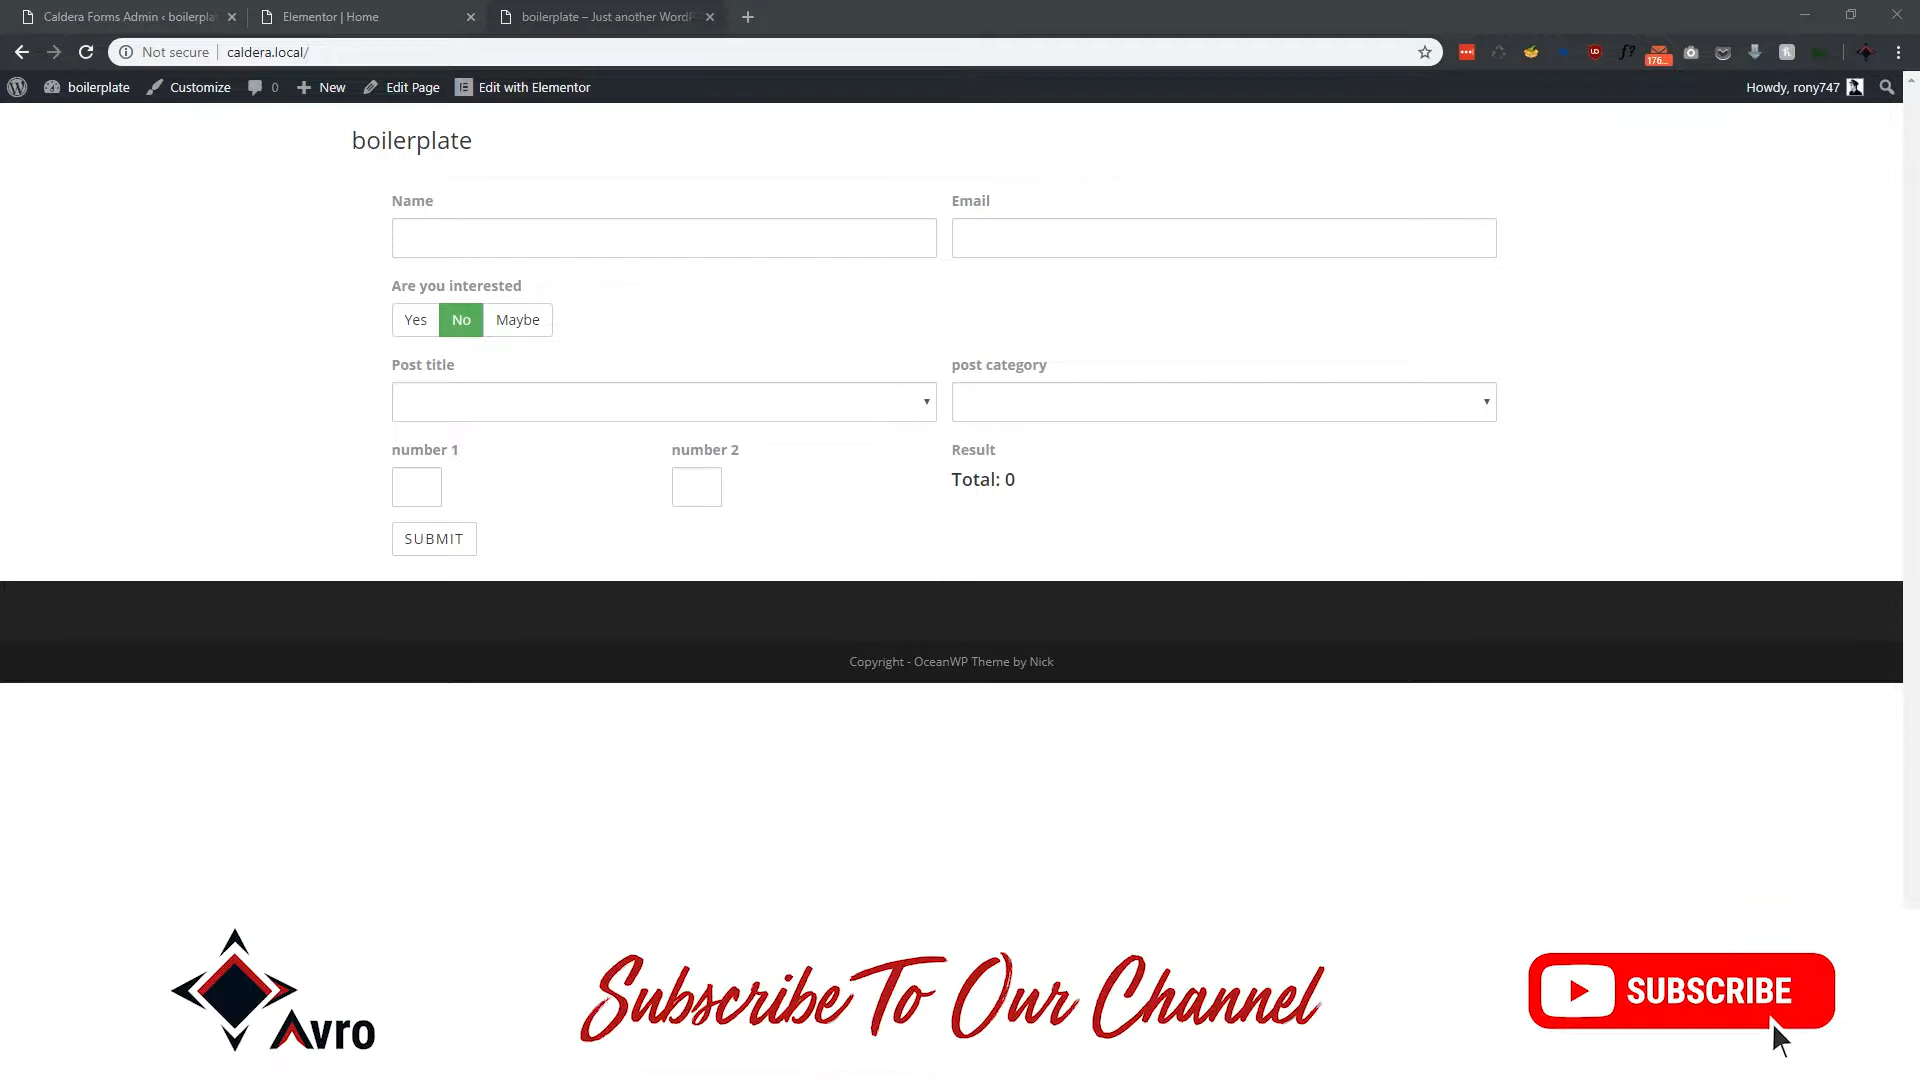 Caldera Forms Admin ‹ boilerpla
Elementor | Home
boilerplate – Just another WordP
Not secure
caldera.local/
176...
boilerplate
Customize
0
New
Edit Page
Edit with Elementor
Howdy, rony747
boilerplate
Name
Email
Are you interested
Yes
No
Maybe
Post title
post category
number 1
number 2
Result
Total: 0
SUBMIT
Copyright - OceanWP Theme by Nick
Avro
Subscribe To Our Channel
SUBSCRIBE